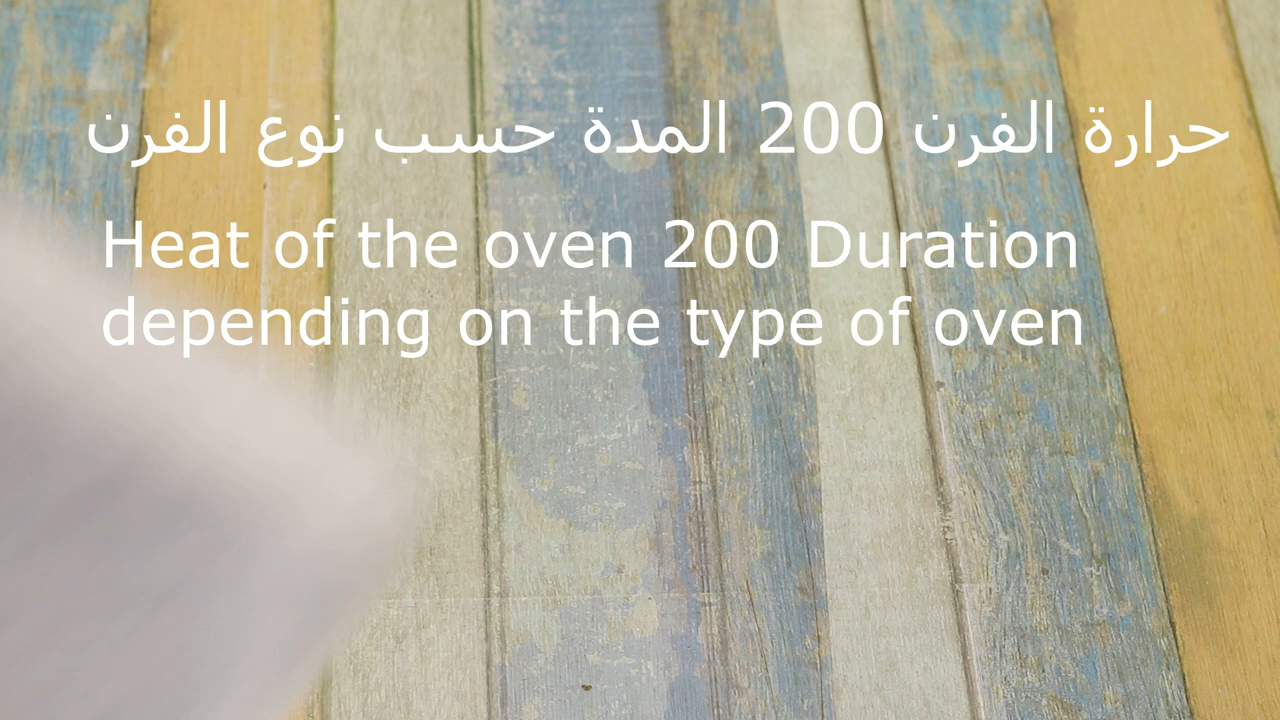 حرارة الفرن 200 المدة حسب نوع الفرن
Heat of the oven 200 Duration
depending on the type of oven